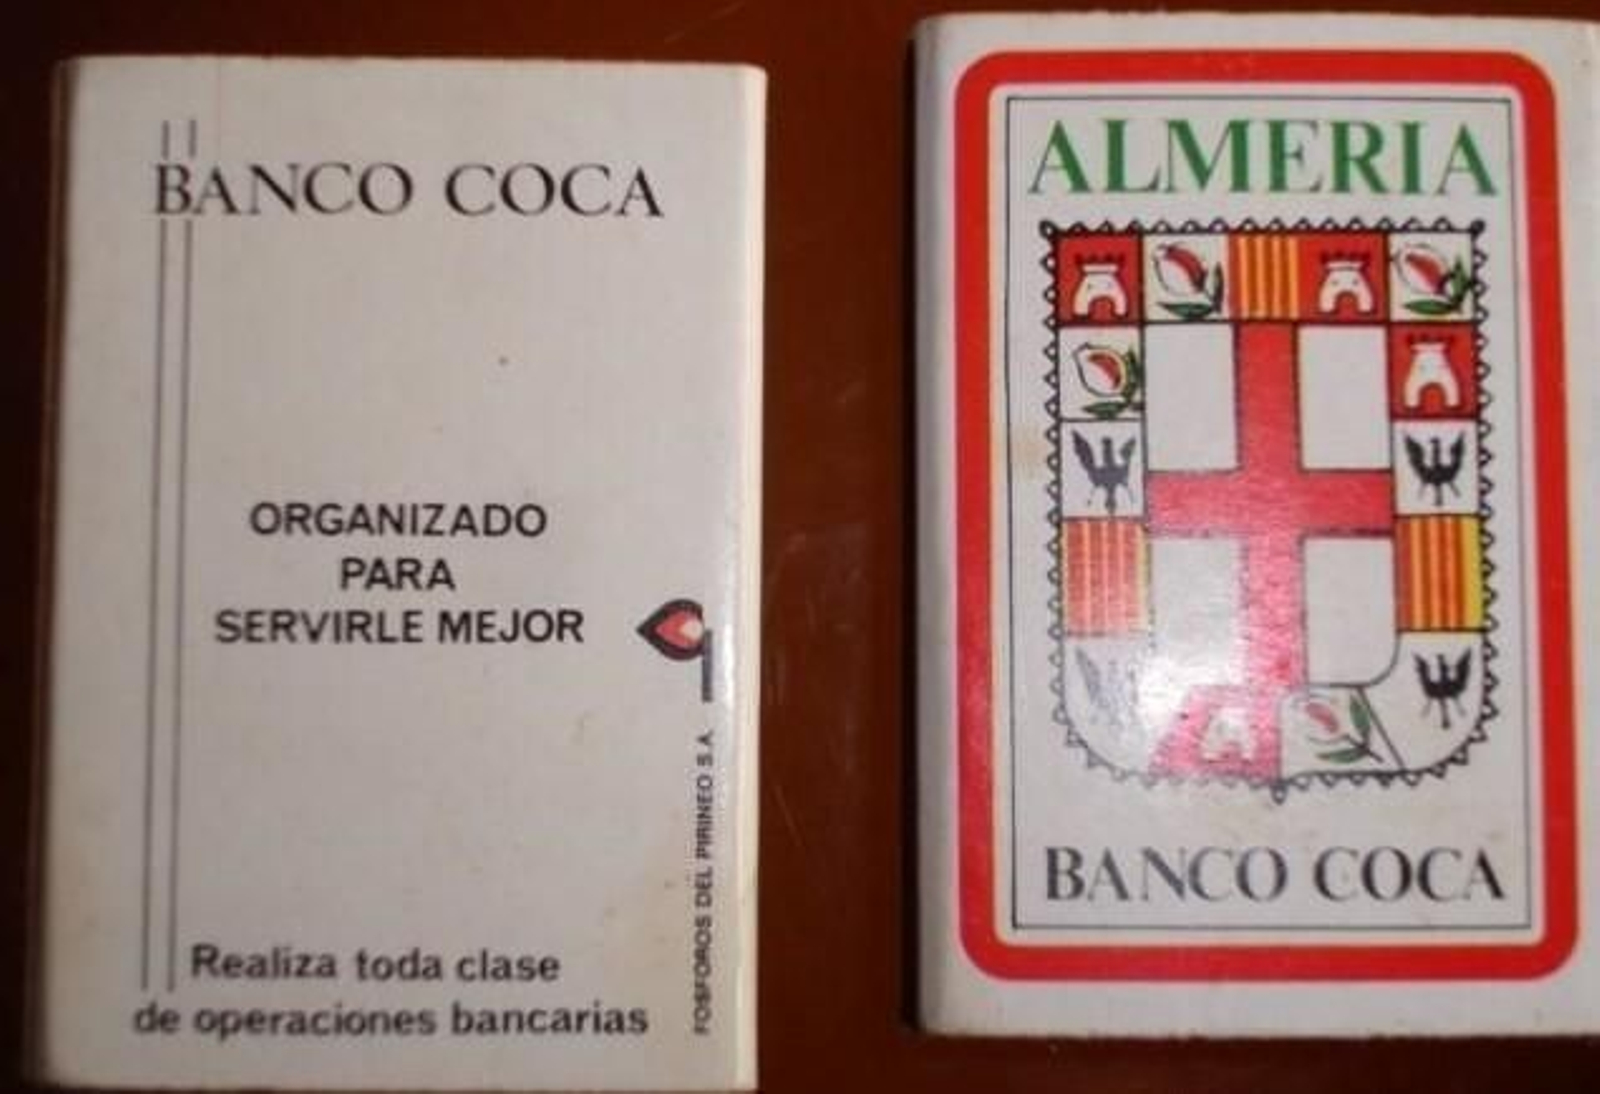 BANCO COCA
ORGANIZADO
PARA
SERVIRLE MEJOR
FOSFOROS DEL PIRINEO S.A.
Realiza toda clase
de operaciones bancarias
ALMERIA
BANCO COCA